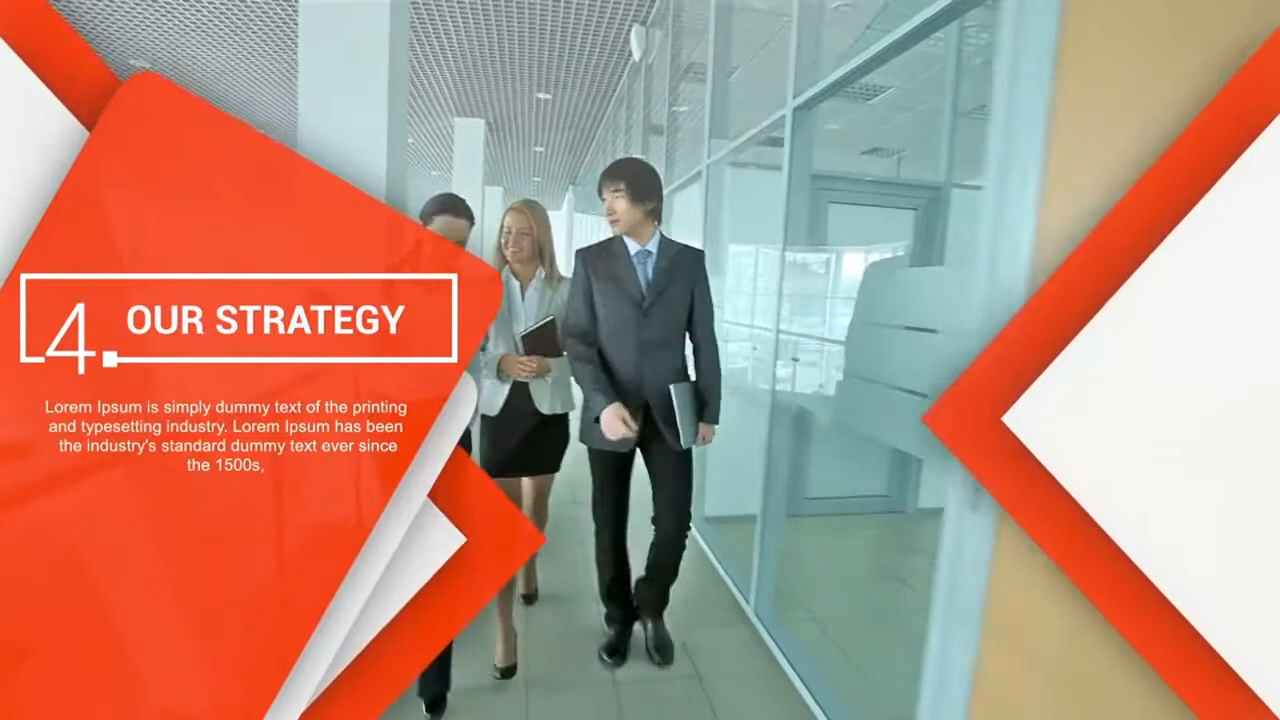 4. OUR STRATEGY
Lorem Ipsum is simply dummy text of the printing
and typesetting industry. Lorem Ipsum has been
the industry's standard dummy text ever since
the 1500s,